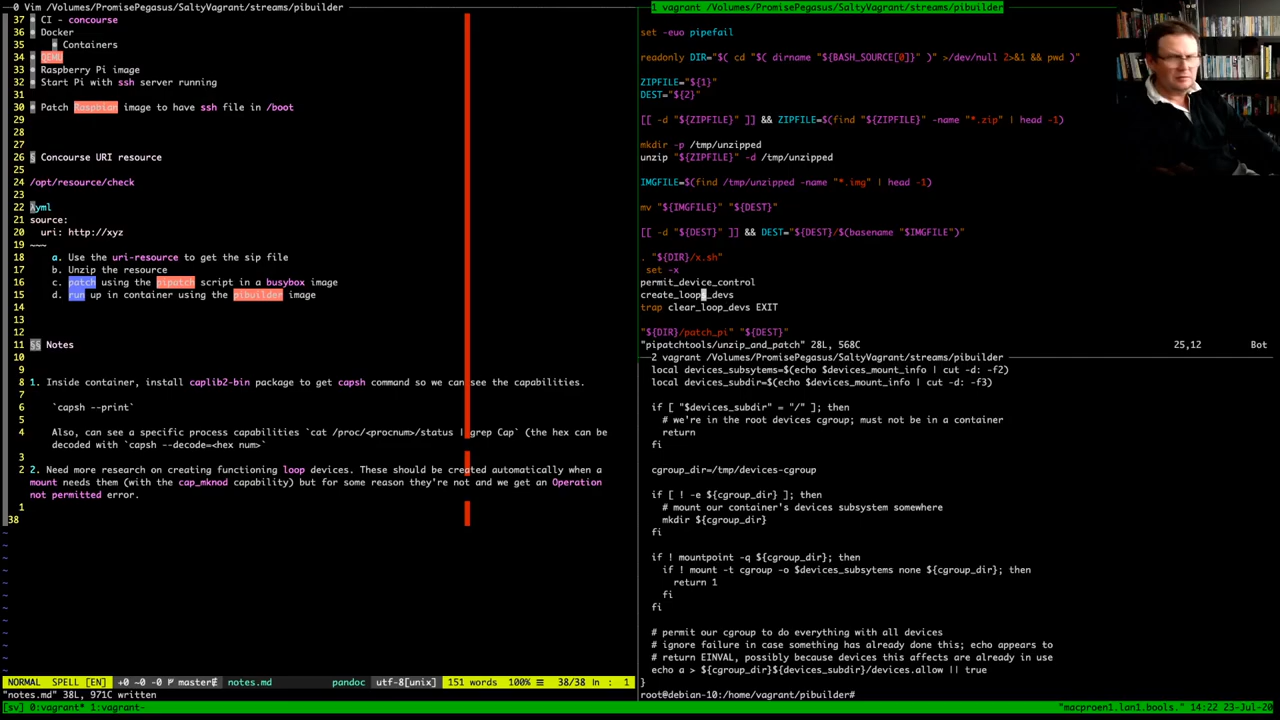 0 Vim /Volumes/PromisePegasus/SaltyVagrant/streams/pibuilder
37 CI - concourse
36 Docker
35 Containers
34 QEMU
33 Raspberry Pi image
32 Start Pi with ssh server running
31
30 Patch Raspbian image to have ssh file in /boot
29
28
27
26 § Concourse URI resource
25
24 /opt/resource/check
23
22 yml
21 source:
20 uri: http://xyz
19 ~~~
18 a. Use the uri-resource to get the sip file
17 b. Unzip the resource
16 c. patch using the pipatch script in a busybox image
15 d. run up in container using the pibuilder image
14
13
12
11 §§ Notes
10
9
8 1. Inside container, install caplib2-bin package to get capsh command so we can see the capabilities.
7
6 `capsh --print`
5
4 Also, can see a specific process capabilities `cat /proc/<procnum>/status | grep Cap` (the hex can be
decoded with `capsh --decode=<hex num>`
3
2 2. Need more research on creating functioning loop devices. These should be created automatically when a
mount needs them (with the cap_mknod capability) but for some reason they're not and we get an Operation
not permitted error.
1
38
~
~
~
~
~
~
~
~
~
~
~
~
NORMAL SPELL [EN] +0 ~0 -0 master notes.md pandoc utf-8[unix] 151 words 100% 38/38 ln : 1
"notes.md" 38L, 971C written
1 vagrant /Volumes/PromisePegasus/SaltyVagrant/streams/pibuilder
set -euo pipefail
readonly DIR="$( cd "$( dirname "${BASH_SOURCE[0]}" )" >/dev/null 2>&1 && pwd )"
ZIPFILE="${1}"
DEST="${2}"
[[ -d "${ZIPFILE}" ]] && ZIPFILE=$(find "${ZIPFILE}" -name "*.zip" | head -1)
mkdir -p /tmp/unzipped
unzip "${ZIPFILE}" -d /tmp/unzipped
IMGFILE=$(find /tmp/unzipped -name "*.img" | head -1)
mv "${IMGFILE}" "${DEST}"
[[ -d "${DEST}" ]] && DEST="${DEST}/$(basename "$IMGFILE")"
. "${DIR}/x.sh"
set -x
permit_device_control
create_loop_devs
trap clear_loop_devs EXIT
"${DIR}/patch_pi" "${DEST}"
"pipatchtools/unzip_and_patch" 28L, 568C 25,12 Bot
2 vagrant /Volumes/PromisePegasus/SaltyVagrant/streams/pibuilder
local devices_subsytems=$(echo $devices_mount_info | cut -d: -f2)
local devices_subdir=$(echo $devices_mount_info | cut -d: -f3)
if [ "$devices_subdir" = "/" ]; then
# we're in the root devices cgroup; must not be in a container
return
fi
cgroup_dir=/tmp/devices-cgroup
if [ ! -e ${cgroup_dir} ]; then
# mount our container's devices subsystem somewhere
mkdir ${cgroup_dir}
fi
if ! mountpoint -q ${cgroup_dir}; then
if ! mount -t cgroup -o $devices_subsytems none ${cgroup_dir}; then
return 1
fi
fi
# permit our cgroup to do everything with all devices
# ignore failure in case something has already done this; echo appears to
# return EINVAL, possibly because devices this affects are already in use
echo a > ${cgroup_dir}${devices_subdir}/devices.allow || true
}
root@debian-10:/home/vagrant/pibuilder#
[sv] 0:vagrant* 1:vagrant- "macproen1.lan1.bools." 14:22 23-Jul-20